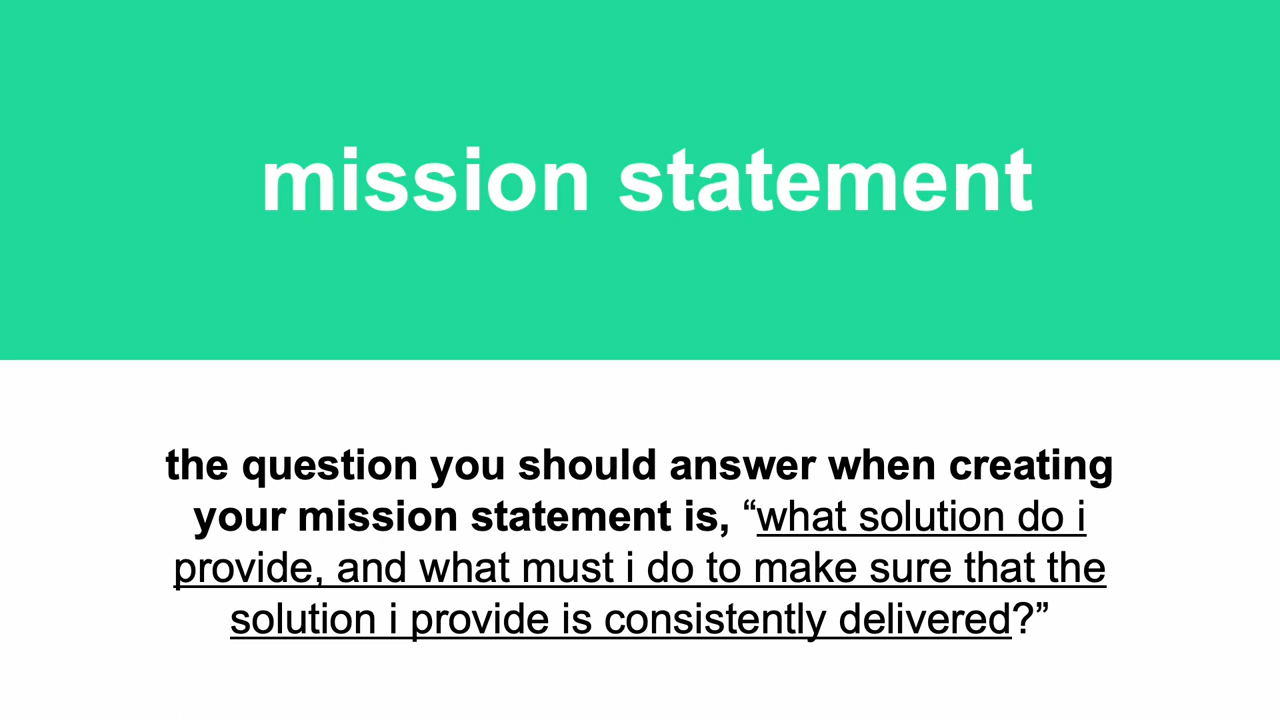 mission statement
the question you should answer when creating
your mission statement is, “what solution do i
provide, and what must i do to make sure that the
solution i provide is consistently delivered?”